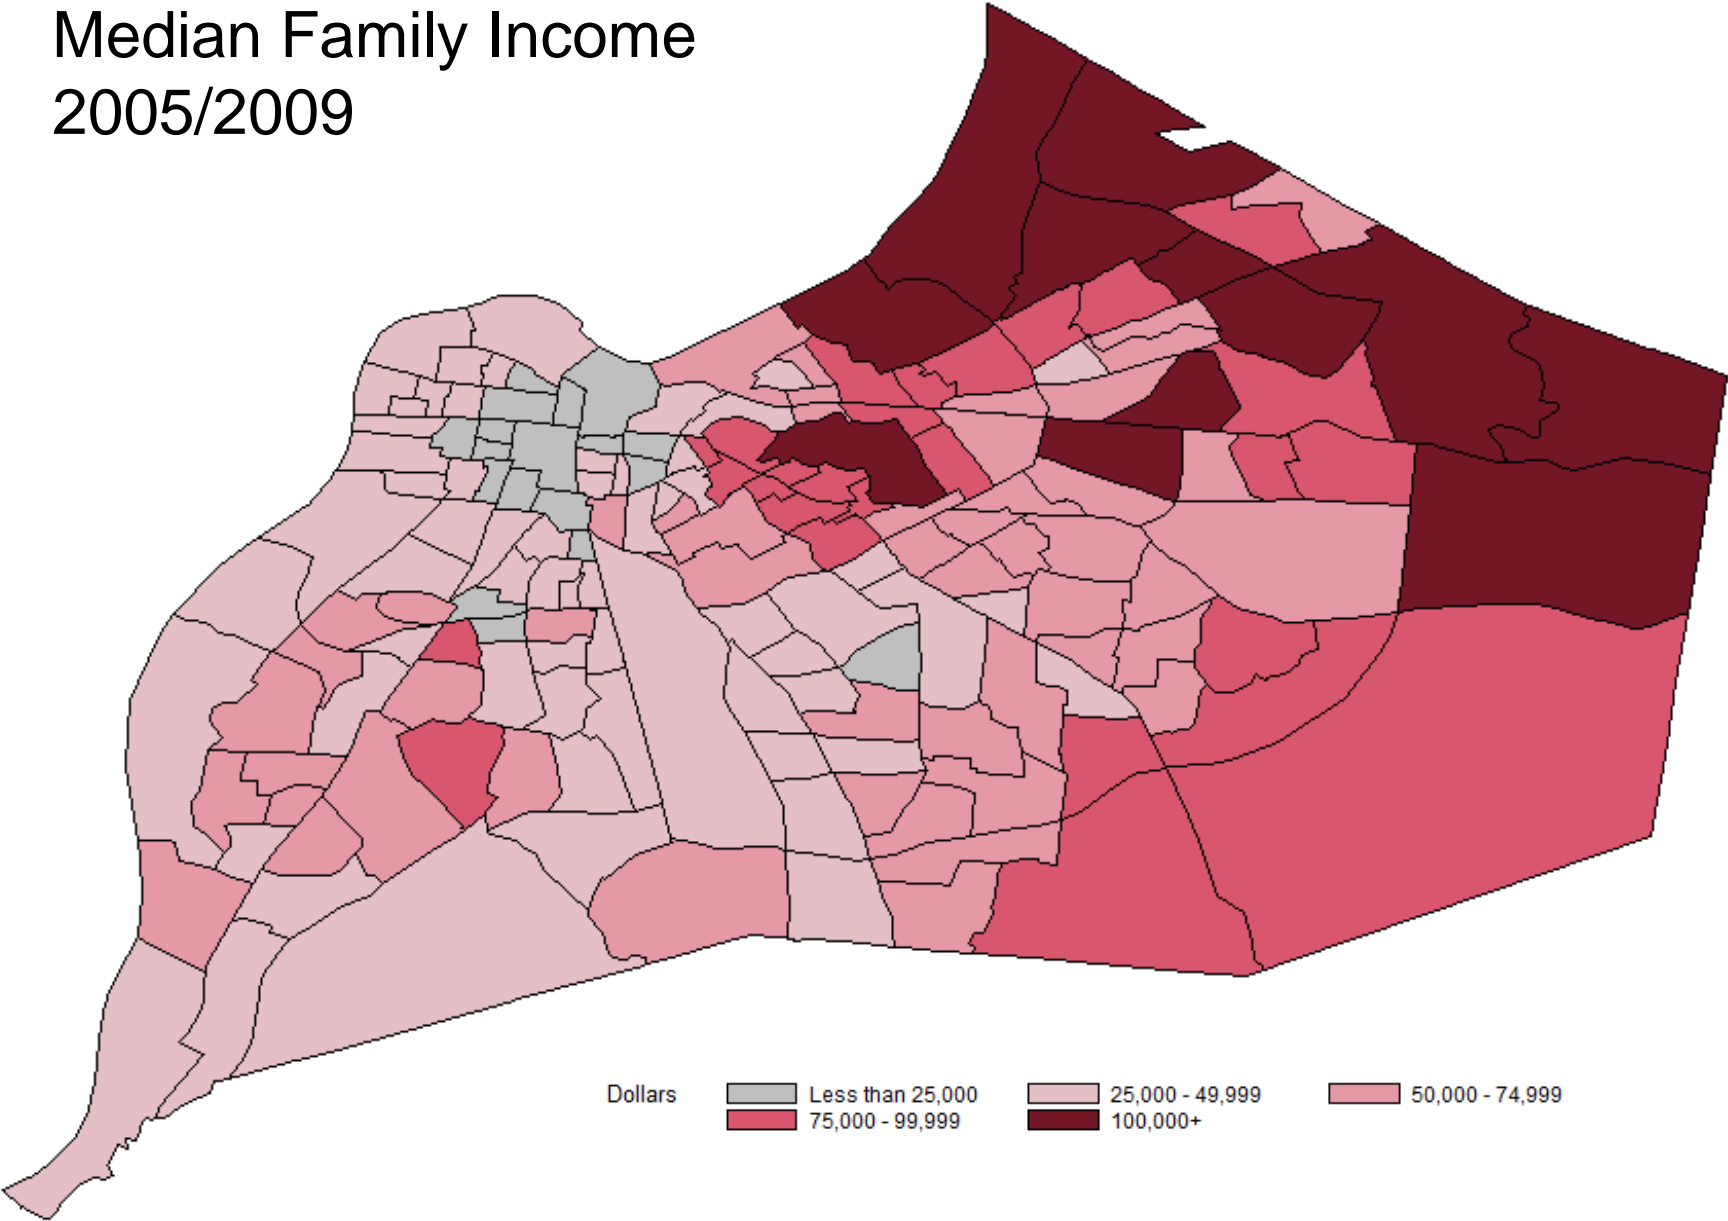 Median Family Income
2005/2009
Dollars Less than 25,000 25,000 - 49,999 50,000 - 74,999
75,000 - 99,999 100,000+